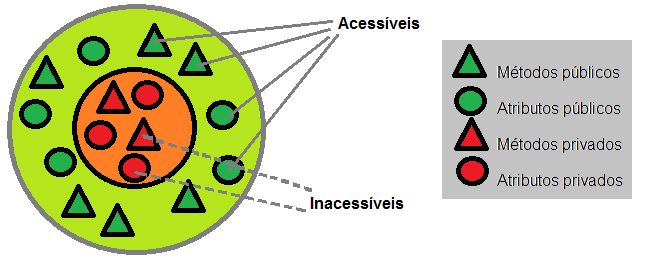 Acessíveis
Inacessíveis
Métodos públicos
Atributos públicos
Métodos privados
Atributos privados